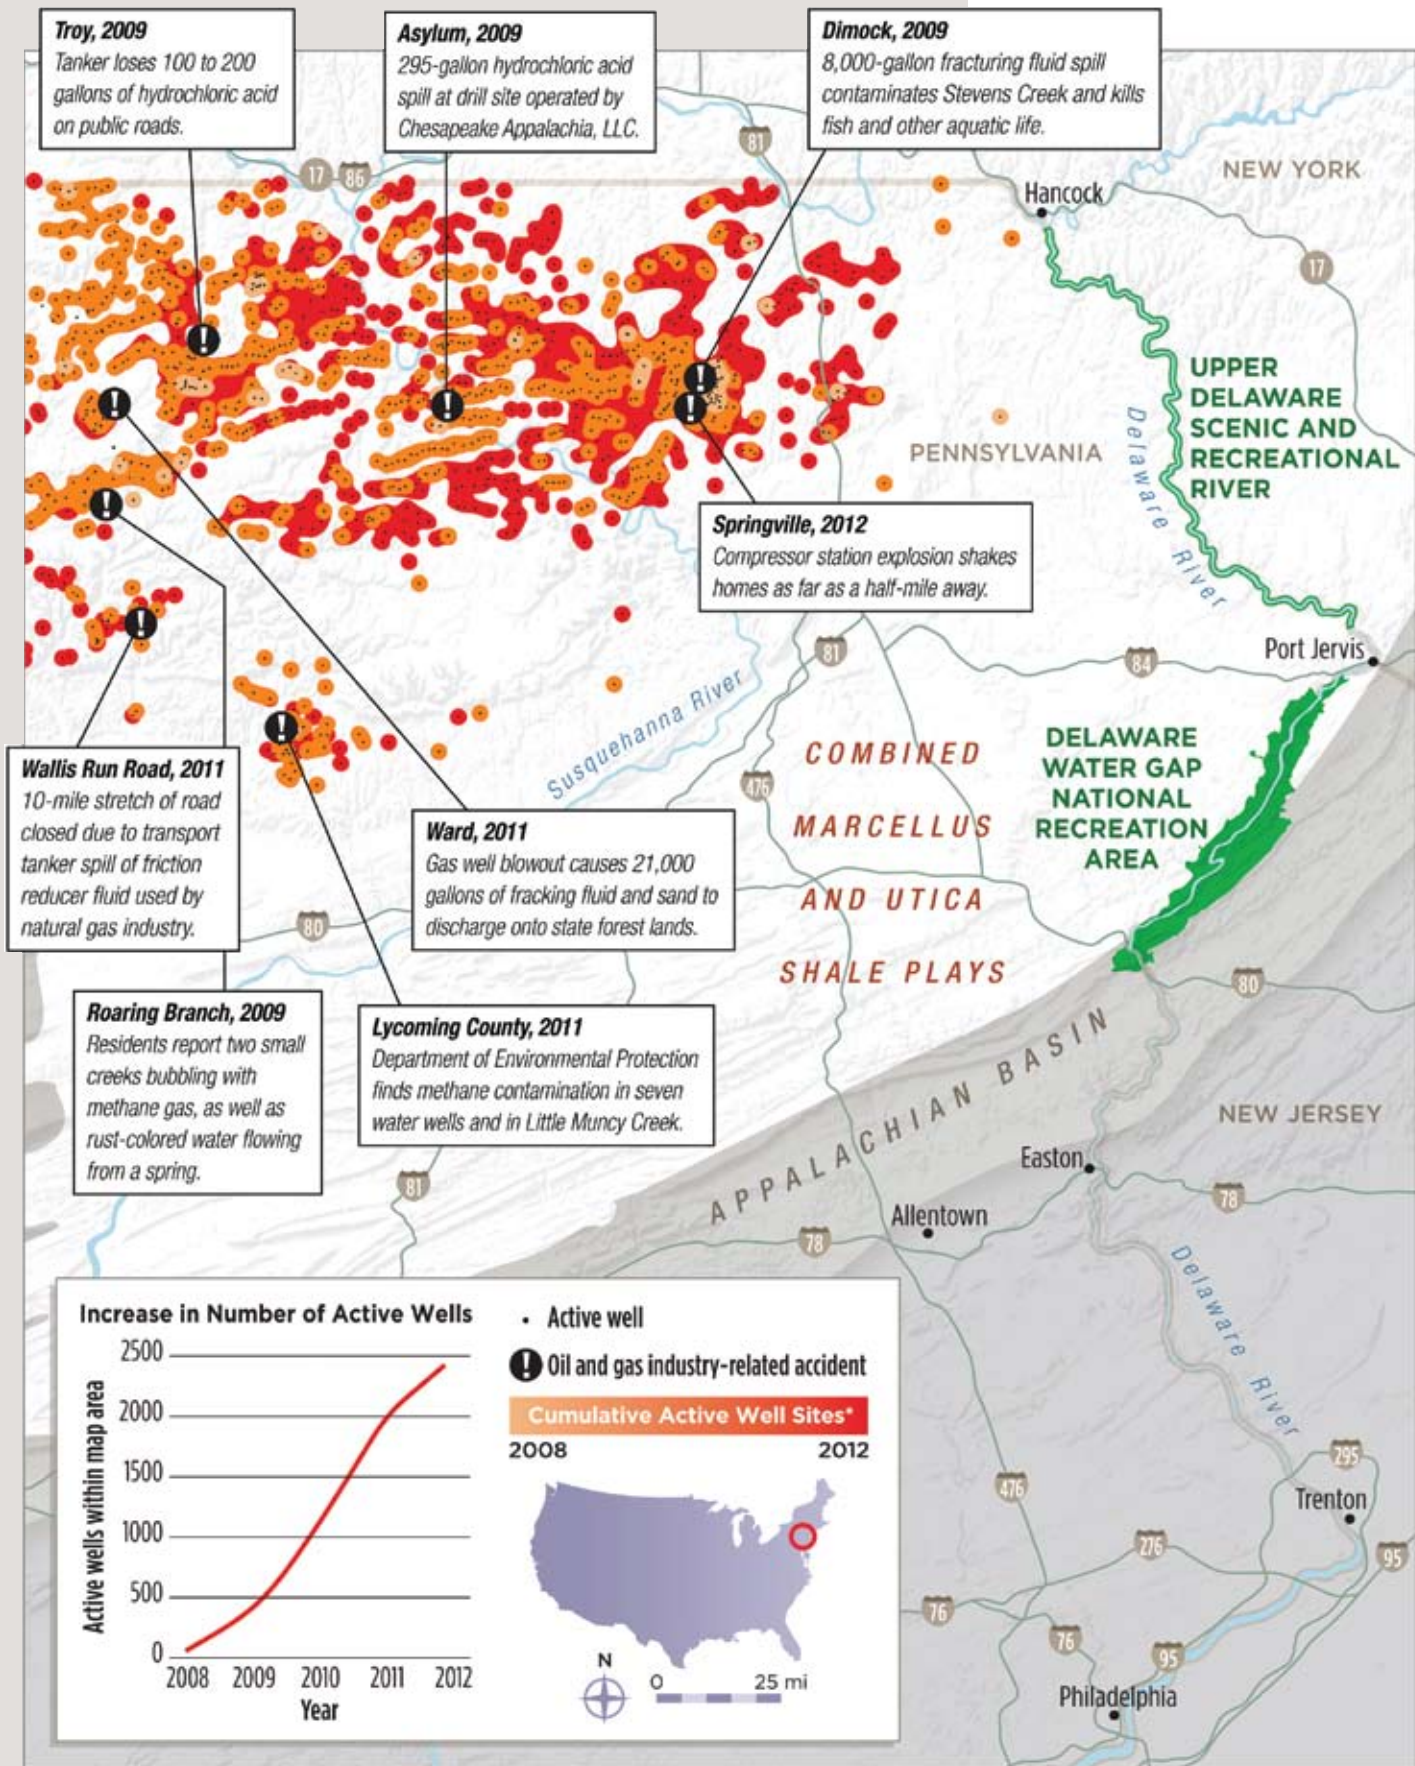 Troy, 2009
Tanker loses 100 to 200
gallons of hydrochloric acid
on public roads.
Asylum, 2009
295-gallon hydrochloric acid
spill at drill site operated by
Chesapeake Appalachia, LLC.
Dimock, 2009
8,000-gallon fracturing fluid spill
contaminates Stevens Creek and kills
fish and other aquatic life.
81
17
86
NEW YORK
Hancock
17
UPPER
DELAWARE
SCENIC AND
RECREATIONAL
RIVER
Delaware River
PENNSYLVANIA
Springville, 2012
Compressor station explosion shakes
homes as far as a half-mile away.
81
84
Port Jervis
Susquehanna River
476
COMBINED
MARCELLUS
AND UTICA
SHALE PLAYS
DELAWARE
WATER GAP
NATIONAL
RECREATION
AREA
Wallis Run Road, 2011
10-mile stretch of road
closed due to transport
tanker spill of friction
reducer fluid used by
natural gas industry.
Ward, 2011
Gas well blowout causes 21,000
gallons of fracking fluid and sand to
discharge onto state forest lands.
80
80
Roaring Branch, 2009
Residents report two small
creeks bubbling with
methane gas, as well as
rust-colored water flowing
from a spring.
Lycoming County, 2011
Department of Environmental Protection
finds methane contamination in seven
water wells and in Little Muncy Creek.
APPALACHIAN BASIN
NEW JERSEY
81
Easton
78
Allentown
78
Delaware River
Increase in Number of Active Wells
Active wells within map area
2500
2000
1500
1000
500
0
2008 2009 2010 2011 2012
Year
Active well
! Oil and gas industry-related accident
Cumulative Active Well Sites*
2008 2012
N
0 25 mi
476
295
Trenton
276
95
76
76
95
Philadelphia